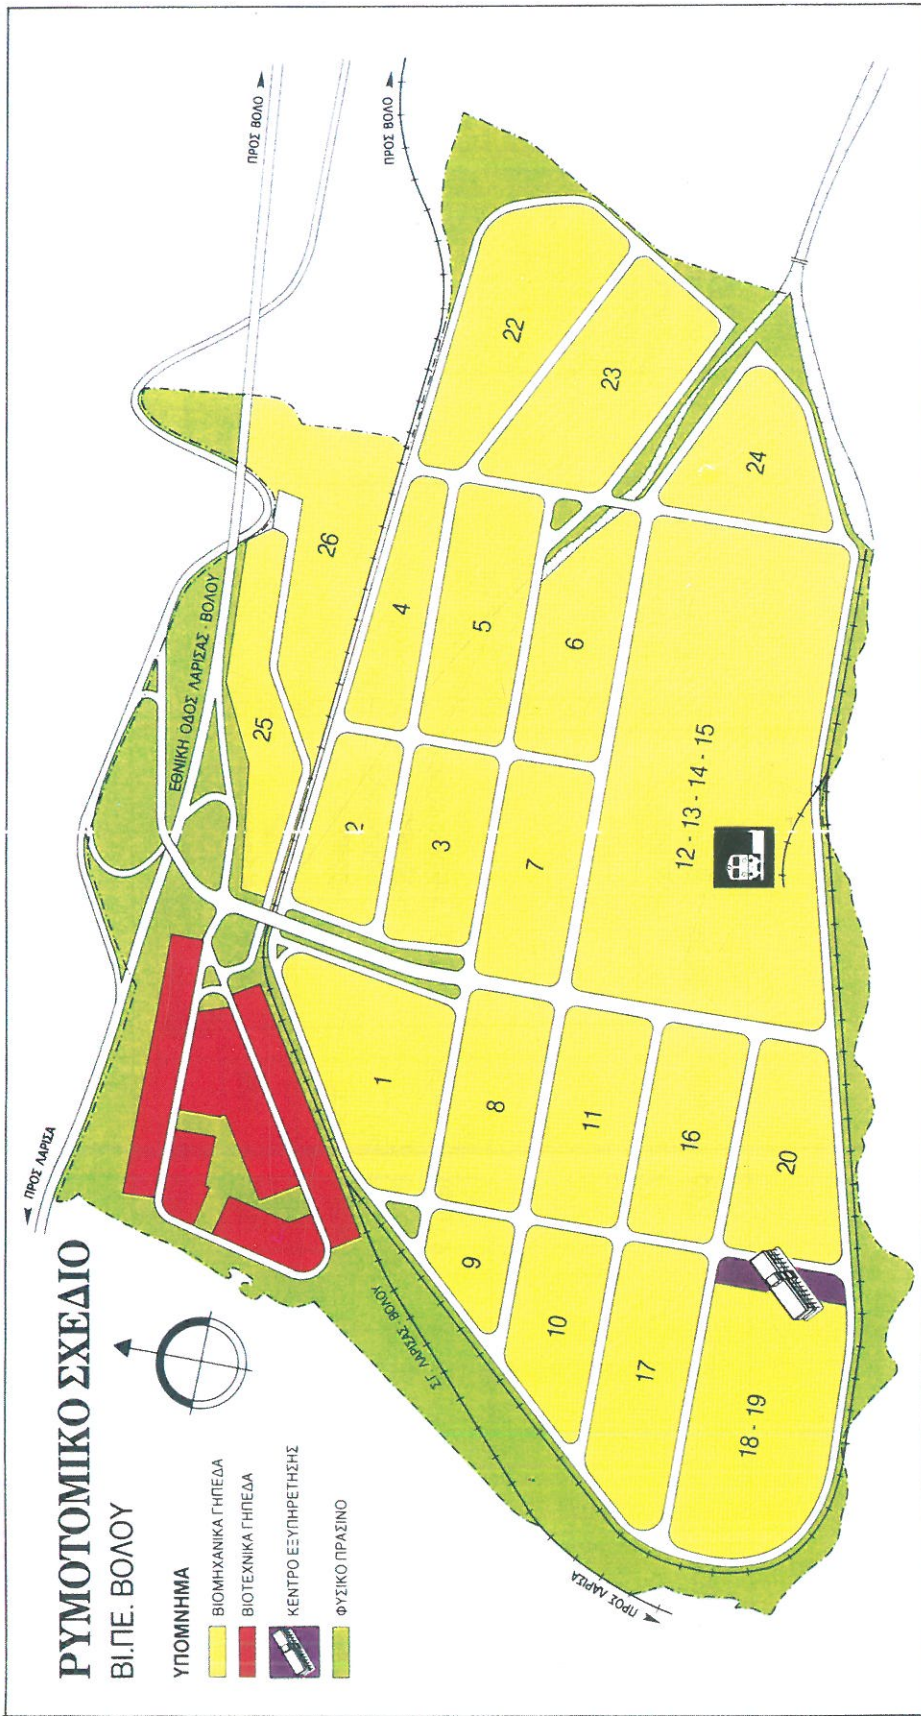 ΡΥΜΟΤΟΜΙΚΟ ΣΧΕΔΙΟ
ΒΙ.ΠΕ. ΒΟΛΟΥ
ΥΠΟΜΝΗΜΑ
ΒΙΟΜΗΧΑΝΙΚΑ ΓΗΠΕΔΑ
ΒΙΟΤΕΧΝΙΚΑ ΓΗΠΕΔΑ
ΚΕΝΤΡΟ ΕΞΥΠΗΡΕΤΗΣΗΣ
ΦΥΣΙΚΟ ΠΡΑΣΙΝΟ
ΠΡΟΣ ΛΑΡΙΣΑ
ΕΘΝΙΚΗ ΟΔΟΣ ΛΑΡΙΣΑΣ - ΒΟΛΟΥ
ΠΡΟΣ ΒΟΛΟ
ΠΡΟΣ ΒΟΛΟ
ΣΓ. ΛΑΡΙΣΑΣ - ΒΟΛΟΥ
ΠΡΟΣ ΛΑΡΙΣΑ
25
26
1
2
4
22
3
5
23
9
8
7
6
24
10
11
12 - 13 - 14 - 15
17
16
18 - 19
20